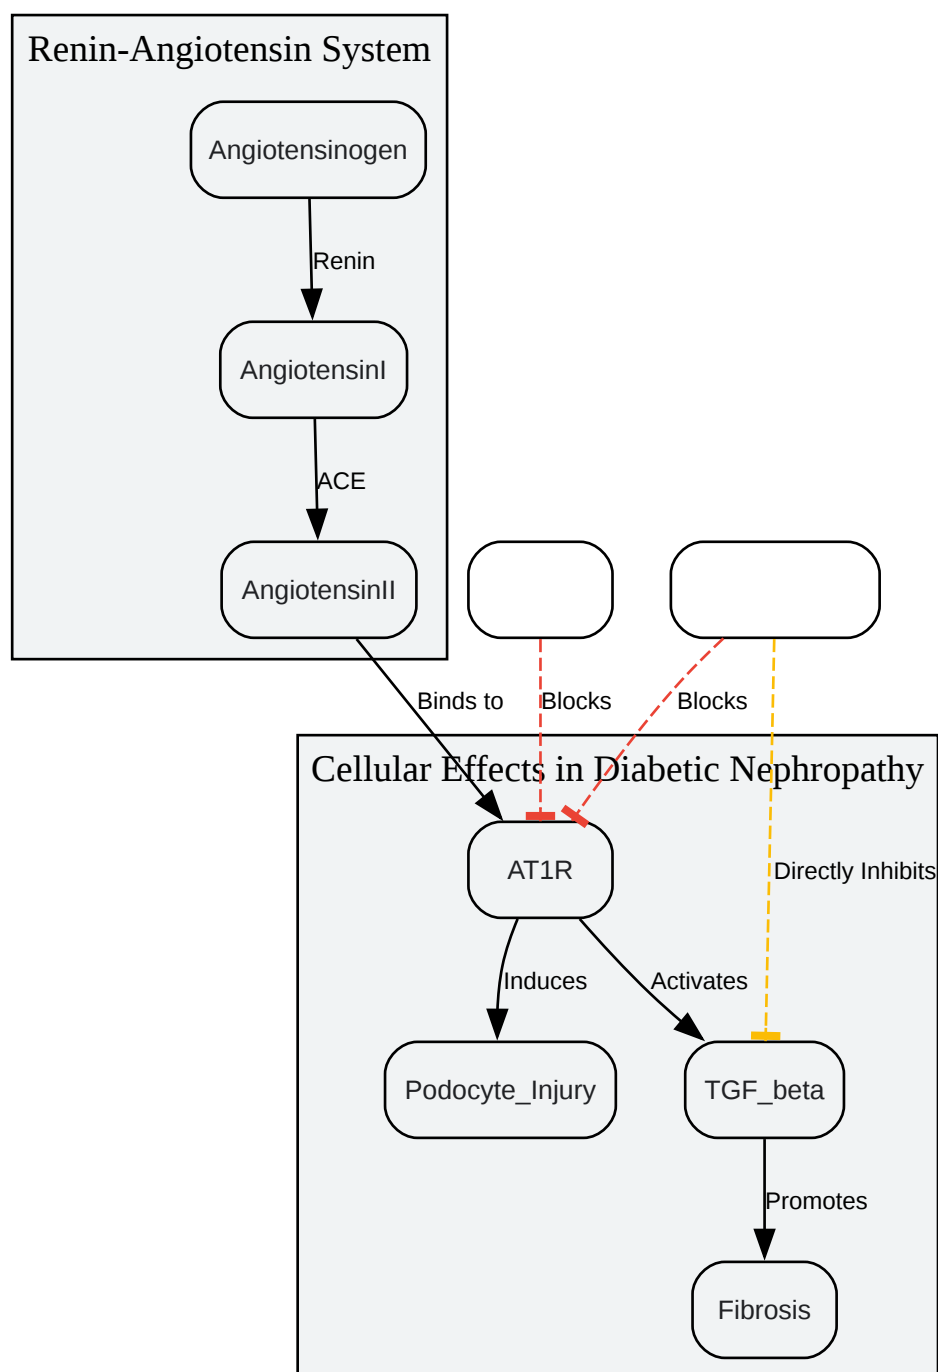 Renin-Angiotensin System
Angiotensinogen
Renin
AngiotensinI
ACE
AngiotensinII
Binds to
Blocks
Blocks
Cellular Effects in Diabetic Nephropathy
AT1R
Directly Inhibits
Induces
Activates
Podocyte_Injury
TGF_beta
Promotes
Fibrosis